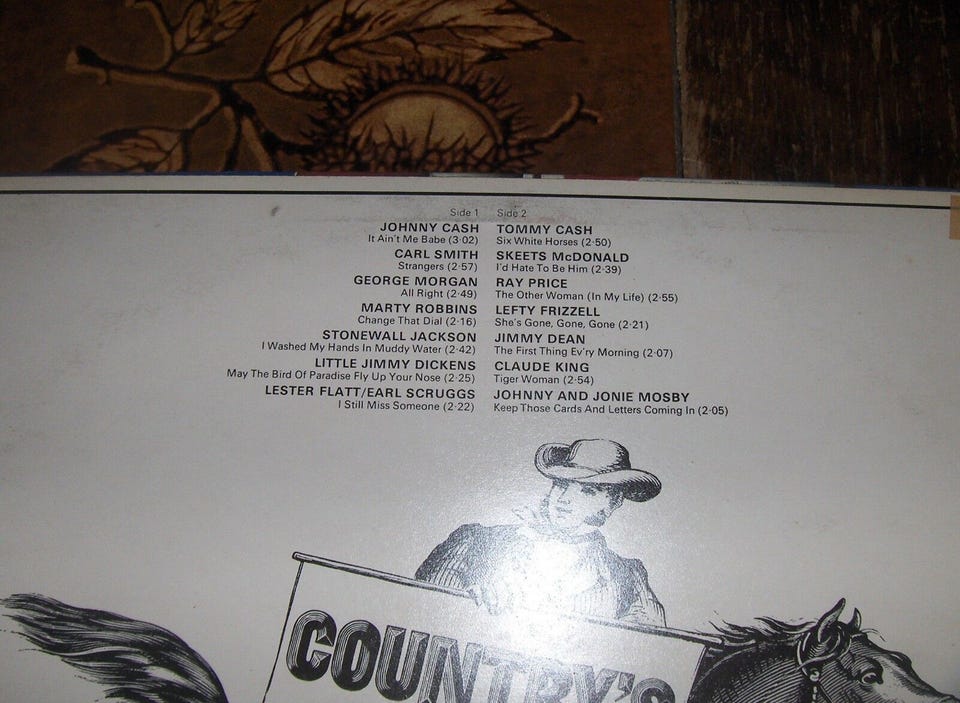 Side 1
JOHNNY CASH
It Ain't Me Babe (3·02)
CARL SMITH
Strangers (2·57)
GEORGE MORGAN
All Right (2·49)
MARTY ROBBINS
Change That Dial (2·16)
STONEWALL JACKSON
I Washed My Hands In Muddy Water (2·42)
LITTLE JIMMY DICKENS
May The Bird Of Paradise Fly Up Your Nose (2·25)
LESTER FLATT/EARL SCRUGGS
I Still Miss Someone (2·22)
Side 2
TOMMY CASH
Six White Horses (2·50)
SKEETS McDONALD
I'd Hate To Be Him (2·39)
RAY PRICE
The Other Woman (In My Life) (2·55)
LEFTY FRIZZELL
She's Gone, Gone, Gone (2·21)
JIMMY DEAN
The First Thing Ev'ry Morning (2·07)
CLAUDE KING
Tiger Woman (2·54)
JOHNNY AND JONIE MOSBY
Keep Those Cards And Letters Coming In (2·05)
COUNTRY'S